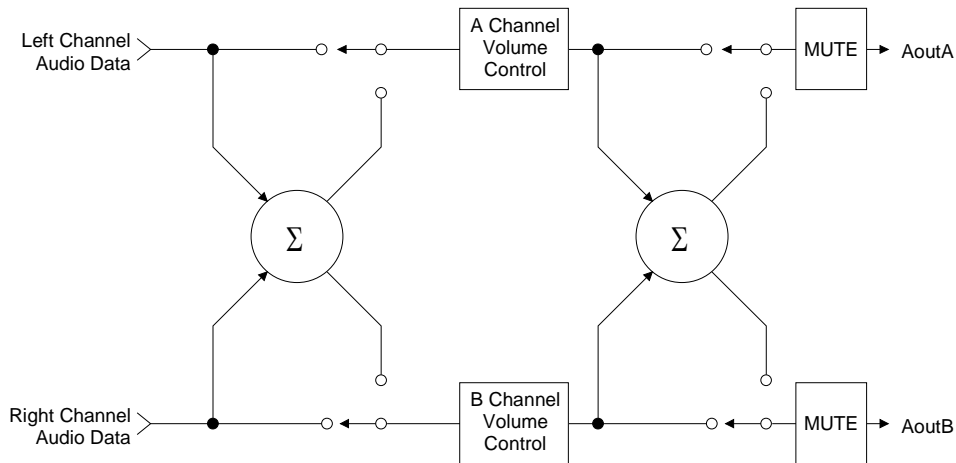 Left Channel
Audio Data
A Channel
Volume
Control
MUTE
AoutA
Σ
Σ
Right Channel
Audio Data
B Channel
Volume
Control
MUTE
AoutB